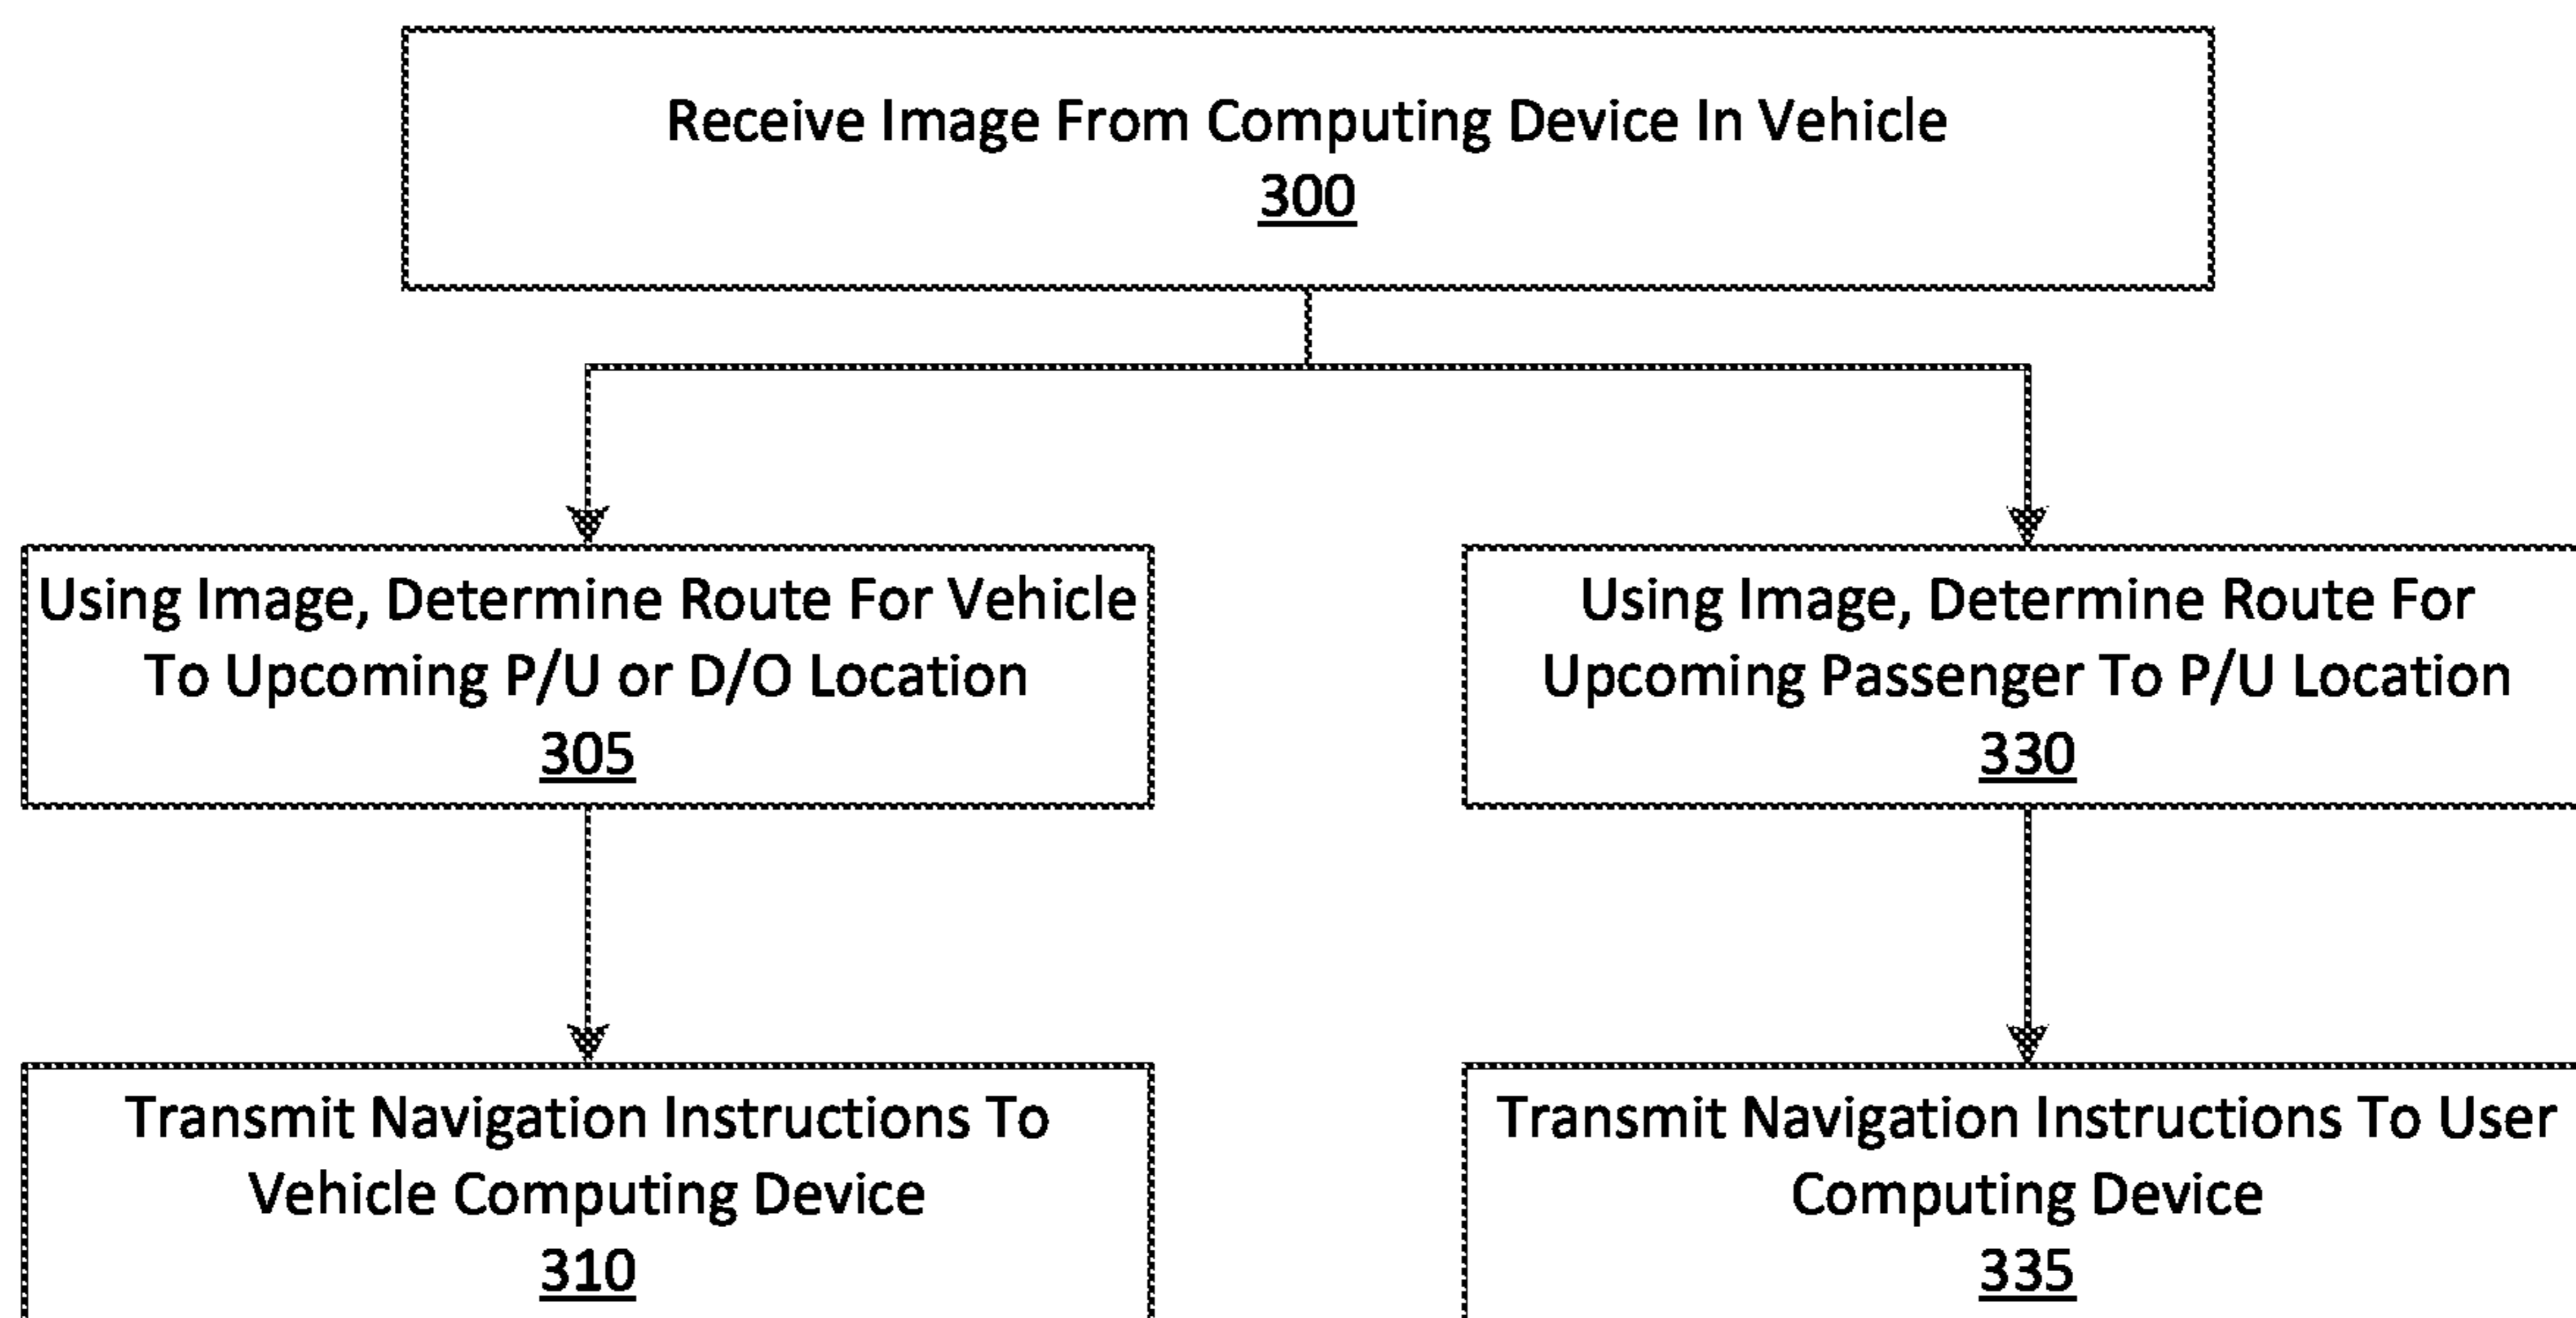 Receive Image From Computing Device In Vehicle
300
Using Image, Determine Route For Vehicle
To Upcoming P/U or D/O Location
305
Using Image, Determine Route For
Upcoming Passenger To P/U Location
330
Transmit Navigation Instructions To
Vehicle Computing Device
310
Transmit Navigation Instructions To User
Computing Device
335